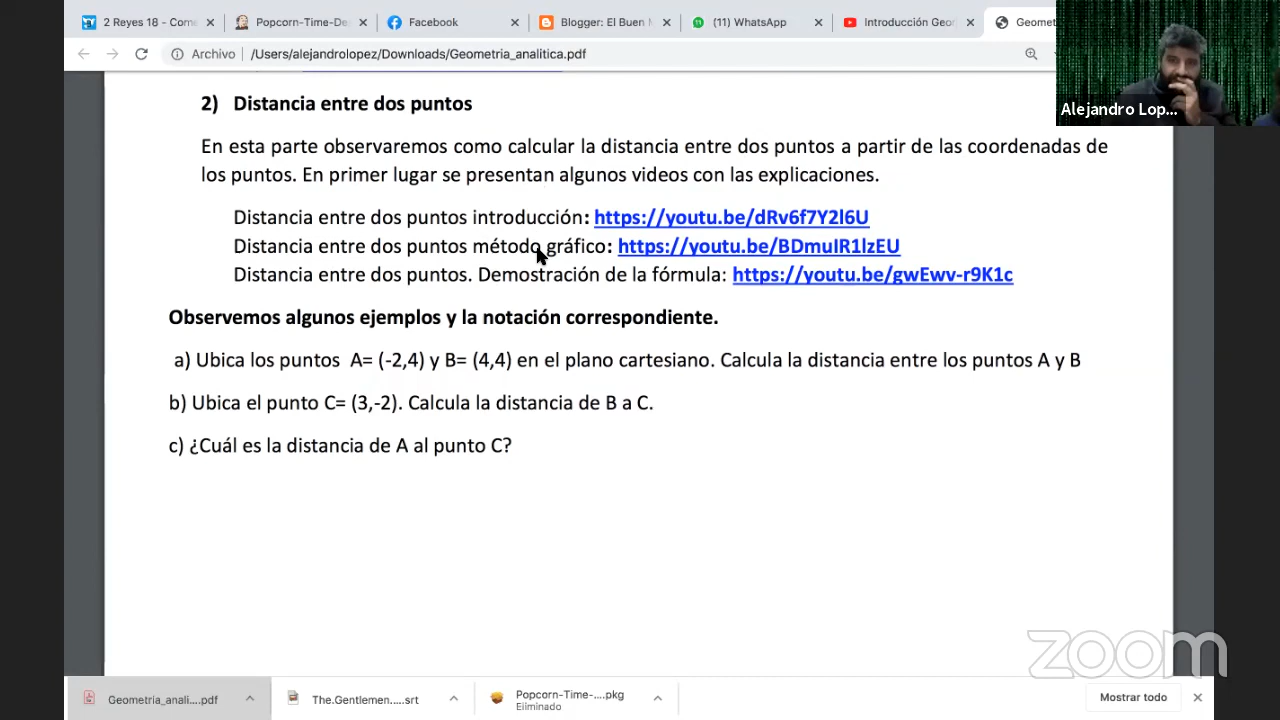 2 Reyes 18 - Com
Popcorn-Time-De
Facebook
Blogger: El Buen
(11) WhatsApp
Introducción Geo
Geomet
Archivo /Users/alejandrolopez/Downloads/Geometria_analitica.pdf
Alejandro Lop...
2) Distancia entre dos puntos
En esta parte observaremos como calcular la distancia entre dos puntos a partir de las coordenadas de
los puntos. En primer lugar se presentan algunos videos con las explicaciones.
Distancia entre dos puntos introducción: https://youtu.be/dRv6f7Y2l6U
Distancia entre dos puntos método gráfico: https://youtu.be/BDmuIR1lzEU
Distancia entre dos puntos. Demostración de la fórmula: https://youtu.be/gwEwv-r9K1c
Observemos algunos ejemplos y la notación correspondiente.
a) Ubica los puntos A= (-2,4) y B= (4,4) en el plano cartesiano. Calcula la distancia entre los puntos A y B
b) Ubica el punto C= (3,-2). Calcula la distancia de B a C.
c) ¿Cuál es la distancia de A al punto C?
zoom
Geometria_anali....pdf
The.Gentlemen.....srt
Popcorn-Time-....pkg
Eliminado
Mostrar todo